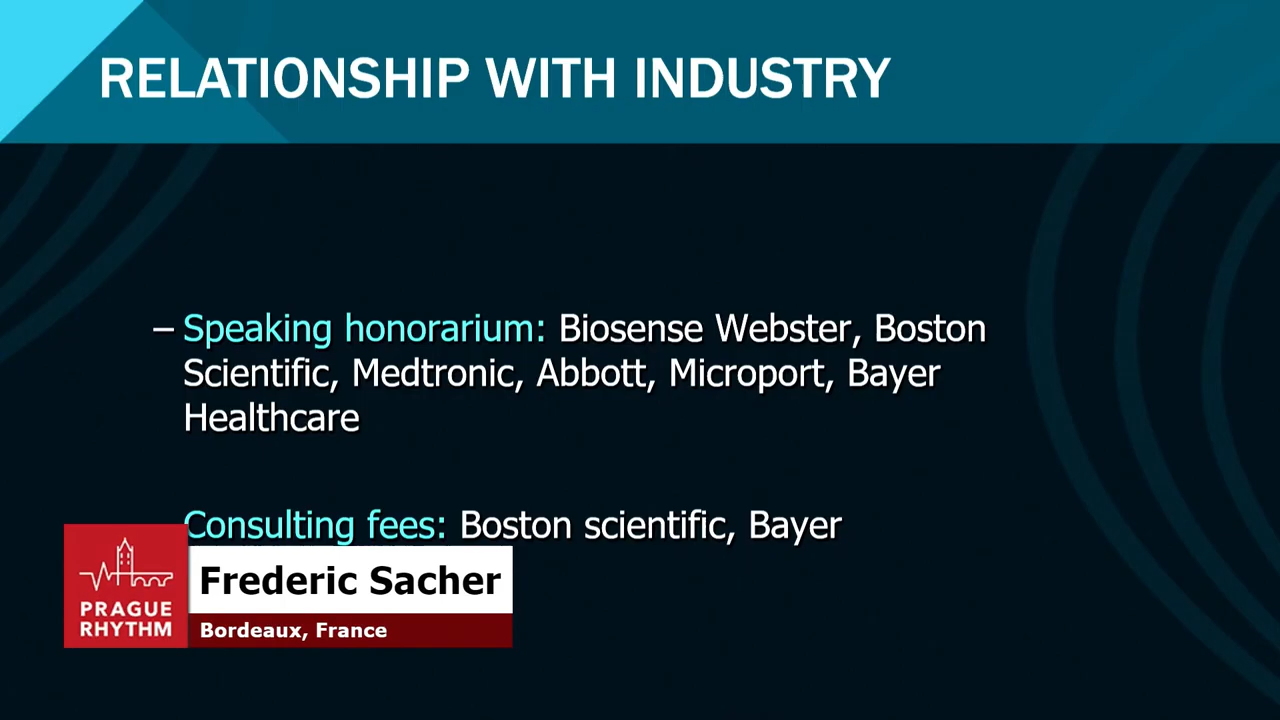 RELATIONSHIP WITH INDUSTRY
– Speaking honorarium: Biosense Webster, Boston
Scientific, Medtronic, Abbott, Microport, Bayer
Healthcare
Consulting fees: Boston scientific, Bayer
PRAGUE
RHYTHM
Frederic Sacher
Bordeaux, France